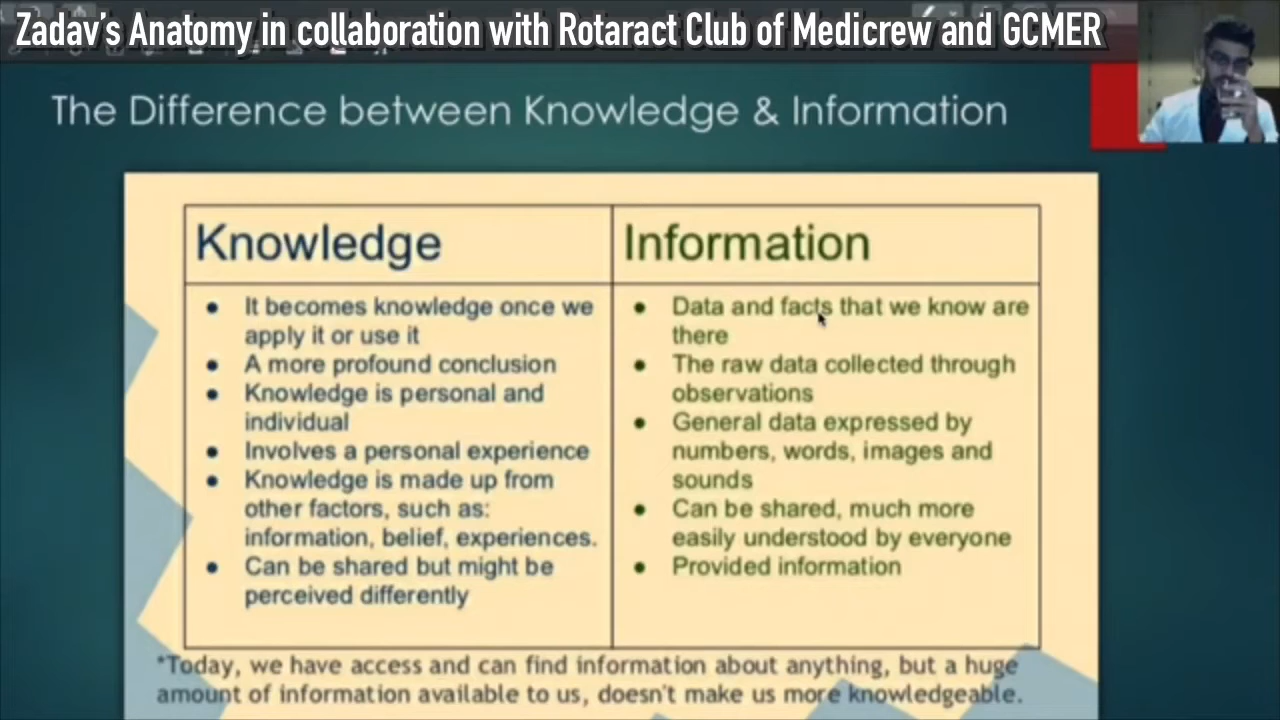 Zadav's Anatomy in collaboration with Rotaract Club of Medicrew and GCMER
The Difference between Knowledge & Information
Knowledge
• It becomes knowledge once we
apply it or use it
• A more profound conclusion
• Knowledge is personal and
individual
• Involves a personal experience
• Knowledge is made up from
other factors, such as:
information, belief, experiences.
• Can be shared but might be
perceived differently
Information
• Data and facts that we know are
there
• The raw data collected through
observations
• General data expressed by
numbers, words, images and
sounds
• Can be shared, much more
easily understood by everyone
• Provided information
*Today, we have access and can find information about anything, but a huge
amount of information available to us, doesn't make us more knowledgeable.